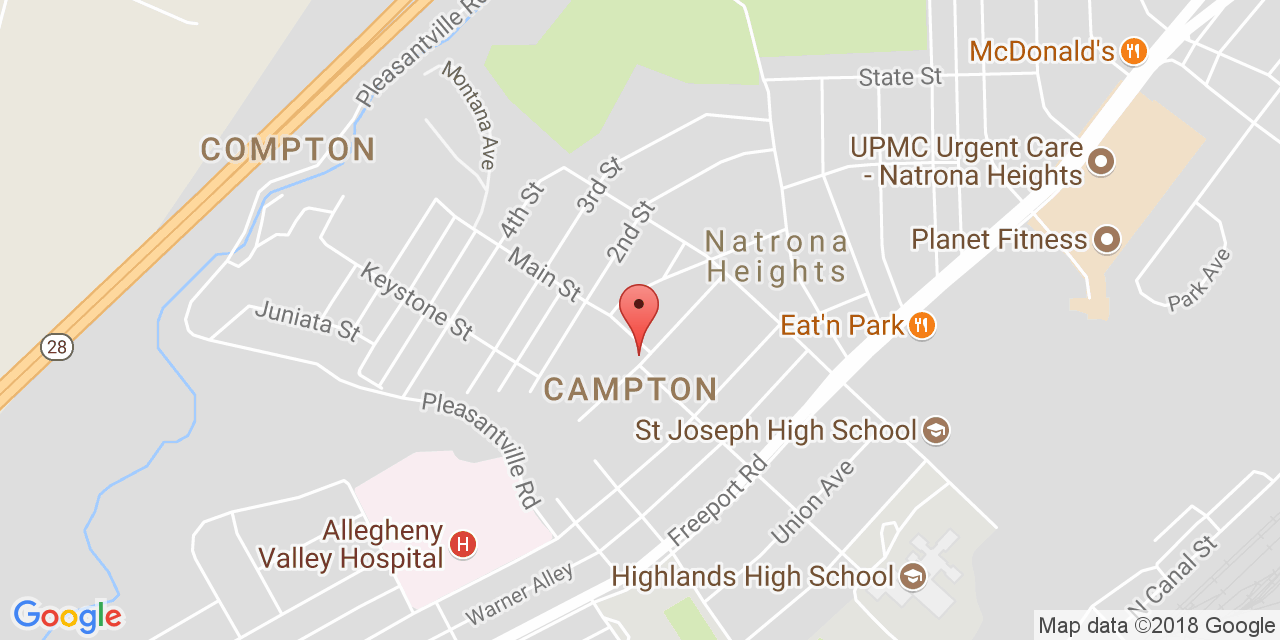 Pleasantville Rd
McDonald's
Montana Ave
State St
COMPTON
UPMC Urgent Care
- Natrona Heights
3rd St
4th St
2nd St
Natrona
Heights
Planet Fitness
Main St
Park Ave
Keystone St
Juniata St
Eat'n Park
28
CAMPTON
Pleasantville Rd
St Joseph High School
Freeport Rd
Union Ave
Allegheny
Valley Hospital
H
Highlands High School
Warner Alley
N Canal St
Google
Map data ©2018 Google